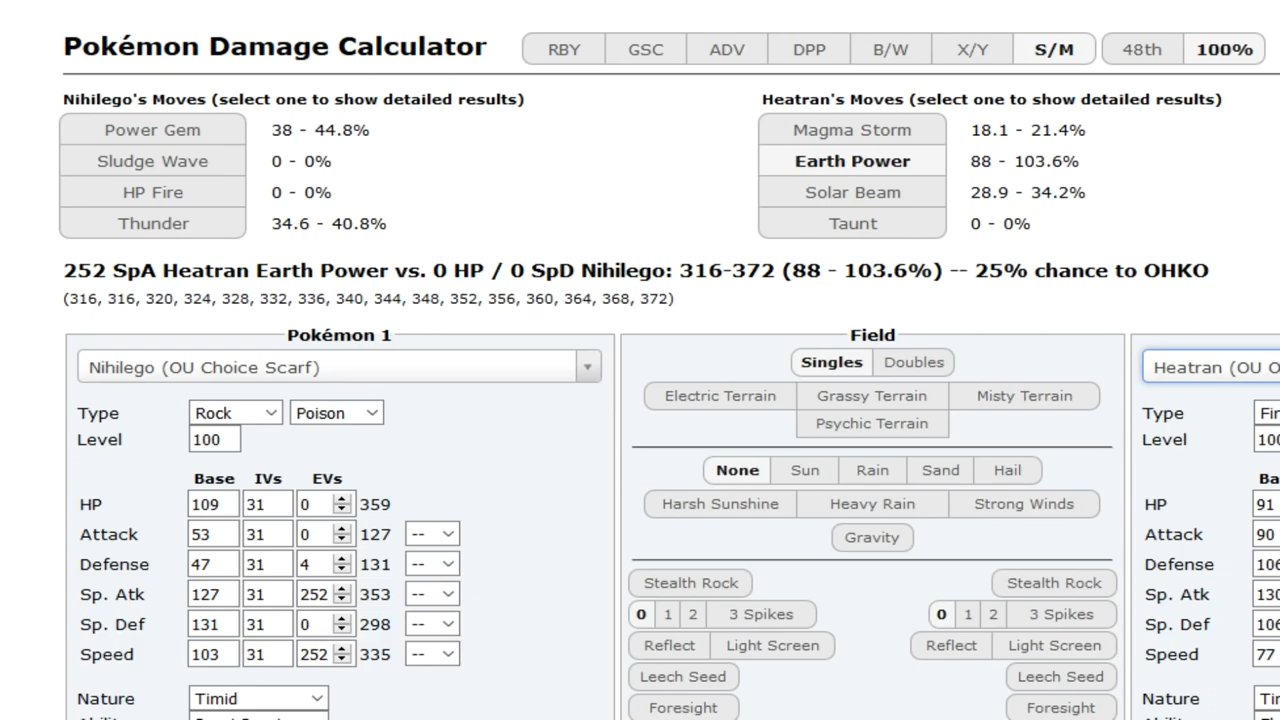 Pokémon Damage Calculator RBY GSC ADV DPP B/W X/Y S/M 48th 100%
Nihilego's Moves (select one to show detailed results) Heatran's Moves (select one to show detailed results)
Power Gem 38 - 44.8% Magma Storm 18.1 - 21.4%
Sludge Wave 0 - 0% Earth Power 88 - 103.6%
HP Fire 0 - 0% Solar Beam 28.9 - 34.2%
Thunder 34.6 - 40.8% Taunt 0 - 0%
252 SpA Heatran Earth Power vs. 0 HP / 0 SpD Nihilego: 316-372 (88 - 103.6%) -- 25% chance to OHKO
(316, 316, 320, 324, 328, 332, 336, 340, 344, 348, 352, 356, 360, 364, 368, 372)
Pokémon 1
Nihilego (OU Choice Scarf)
Type Rock Poison
Level 100
Base IVs EVs
HP 109 31 0 359
Attack 53 31 0 127 --
Defense 47 31 4 131 --
Sp. Atk 127 31 252 353 --
Sp. Def 131 31 0 298 --
Speed 103 31 252 335 --
Nature Timid
Field
Singles Doubles
Electric Terrain Grassy Terrain Misty Terrain
Psychic Terrain
None Sun Rain Sand Hail
Harsh Sunshine Heavy Rain Strong Winds
Gravity
Stealth Rock Stealth Rock
0 1 2 3 Spikes 0 1 2 3 Spikes
Reflect Light Screen Reflect Light Screen
Leech Seed Leech Seed
Foresight Foresight
Heatran (OU
Type
Level 100
HP 91
Attack 90
Defense 106
Sp. Atk 130
Sp. Def 106
Speed 77
Nature